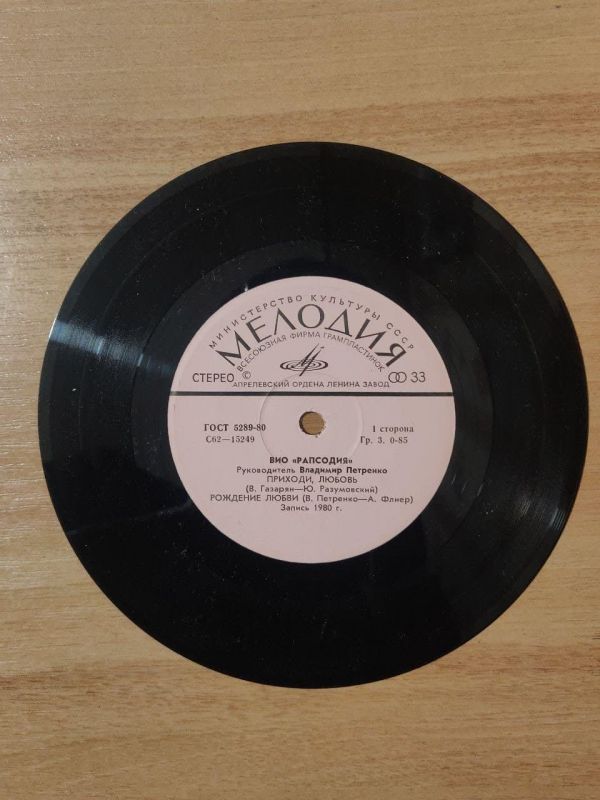 МИНИСТЕРСТВО КУЛЬТУРЫ СССР
МЕЛОДИЯ
© ВСЕСОЮЗНАЯ ФИРМА ГРАМПЛАСТИНОК
СТЕРЕО 33
АПРЕЛЕВСКИЙ ОРДЕНА ЛЕНИНА ЗАВОД
ГОСТ 5289-80 1 сторона
С62—15249 Гр. 3. 0-85
ВИО «РАПСОДИЯ»
Руководитель Владимир Петренко
ПРИХОДИ, ЛЮБОВЬ
(В. Газарян—Ю. Разумовский)
РОЖДЕНИЕ ЛЮБВИ (В. Петренко—А. Флиер)
Запись 1980 г.